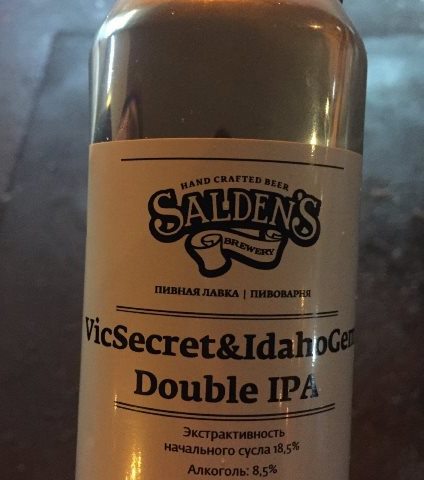 HAND CRAFTED BEER
SALDEN'S
BREWERY
ПИВНАЯ ЛАВКА | ПИВОВАРНЯ
VicSecret&IdahoGem
Double IPA
Экстрактивность
начального сусла 18,5%
Алкоголь: 8,5%